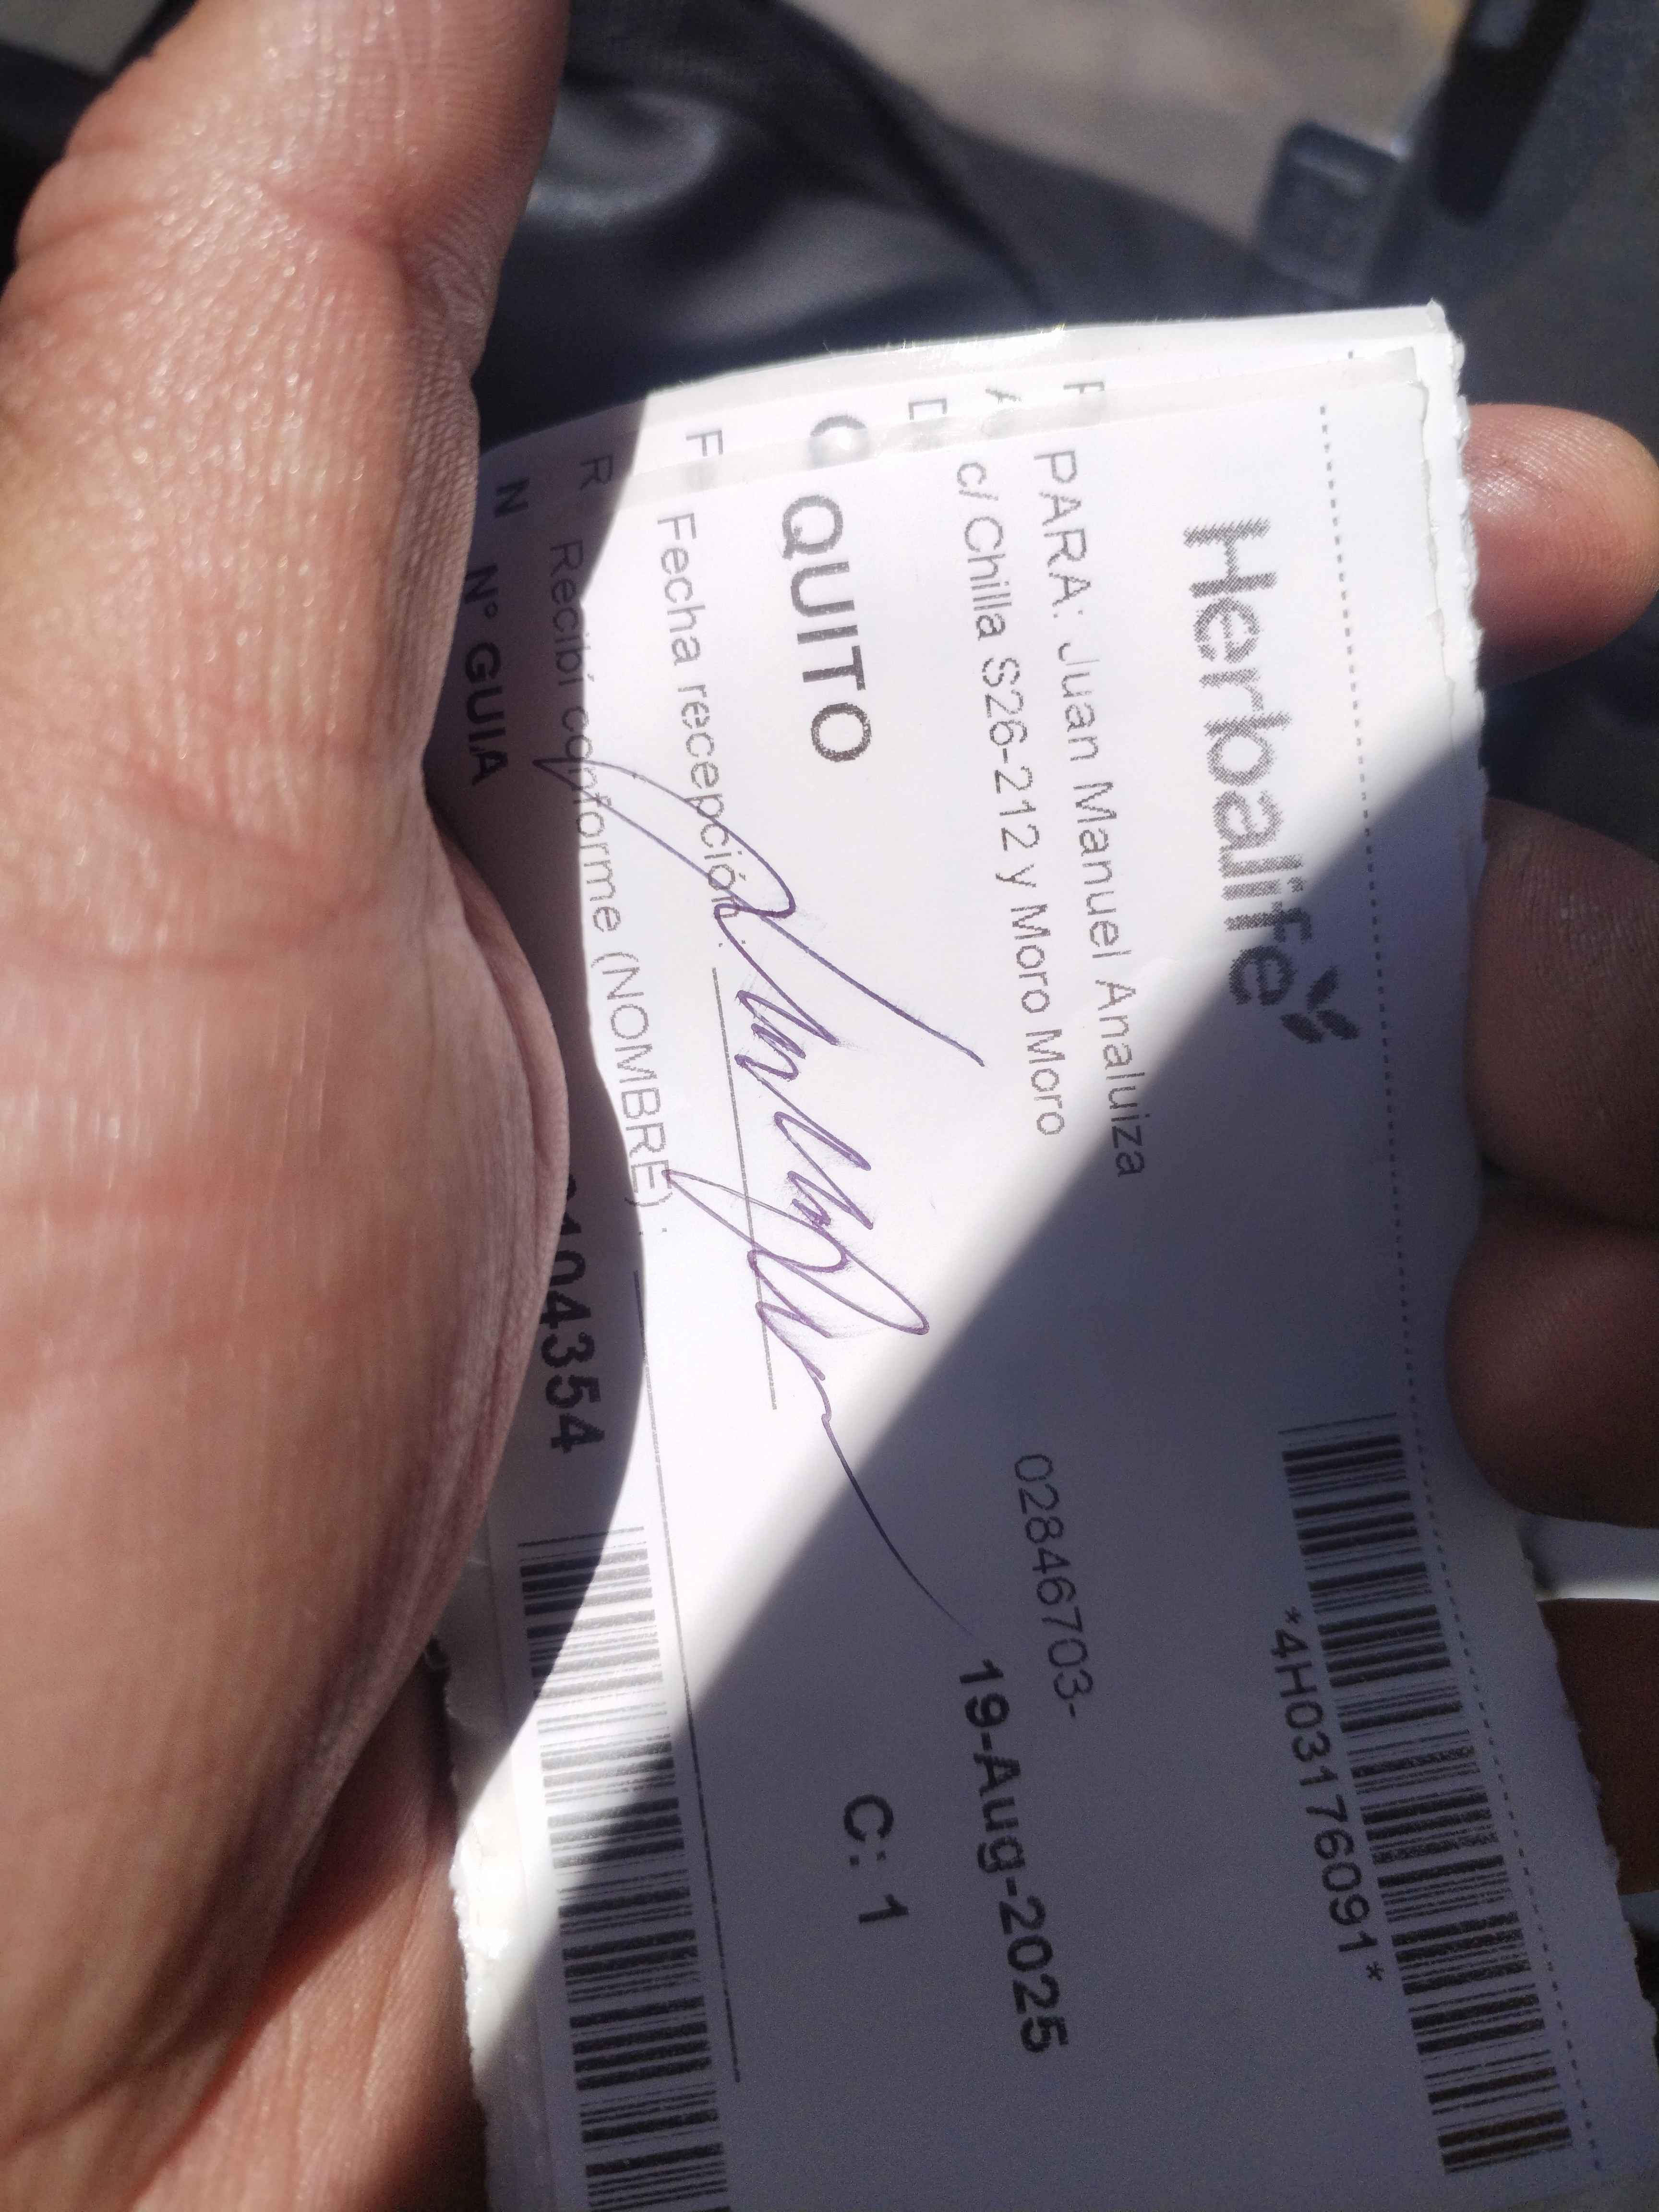 Herbalife
*4H03176091*
PARA: Juan Manuel Analuiza
c/ Chilla S26-212 y Moro Moro
02846703-
19-Aug-2025
QUITO
C: 1
Fecha recepción:
Recibí conforme (NOMBRE):
N° GUIA
104354